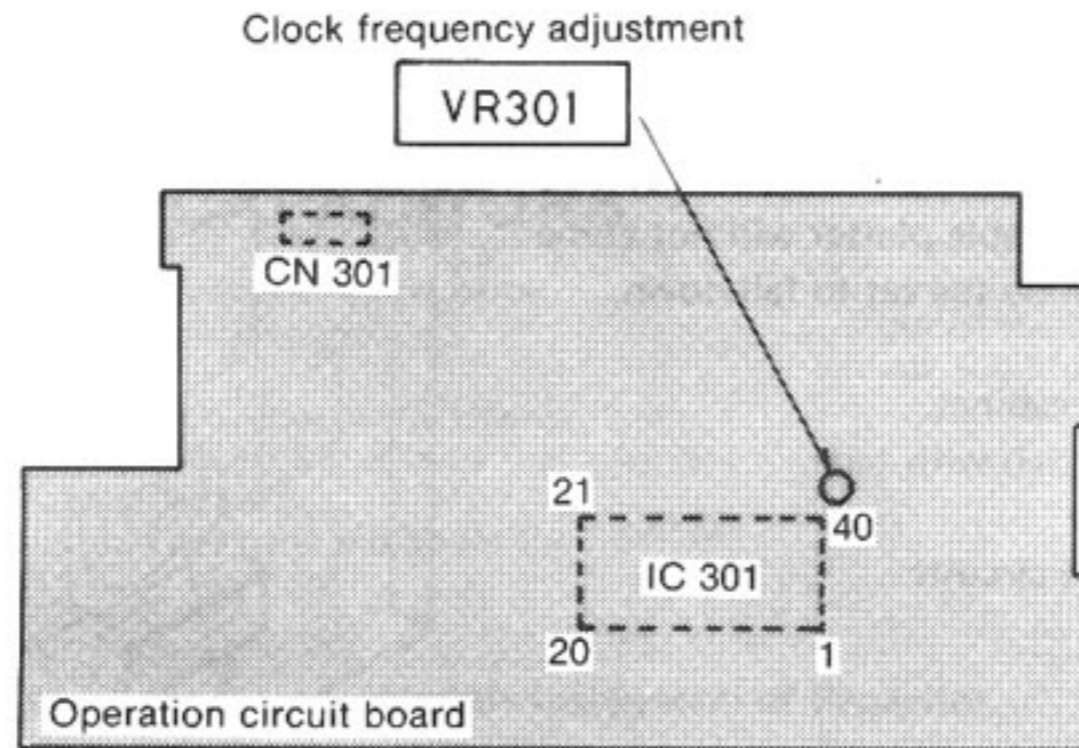 Clock frequency adjustment
VR301
CN 301
21
40
IC 301
20
1
Operation circuit board